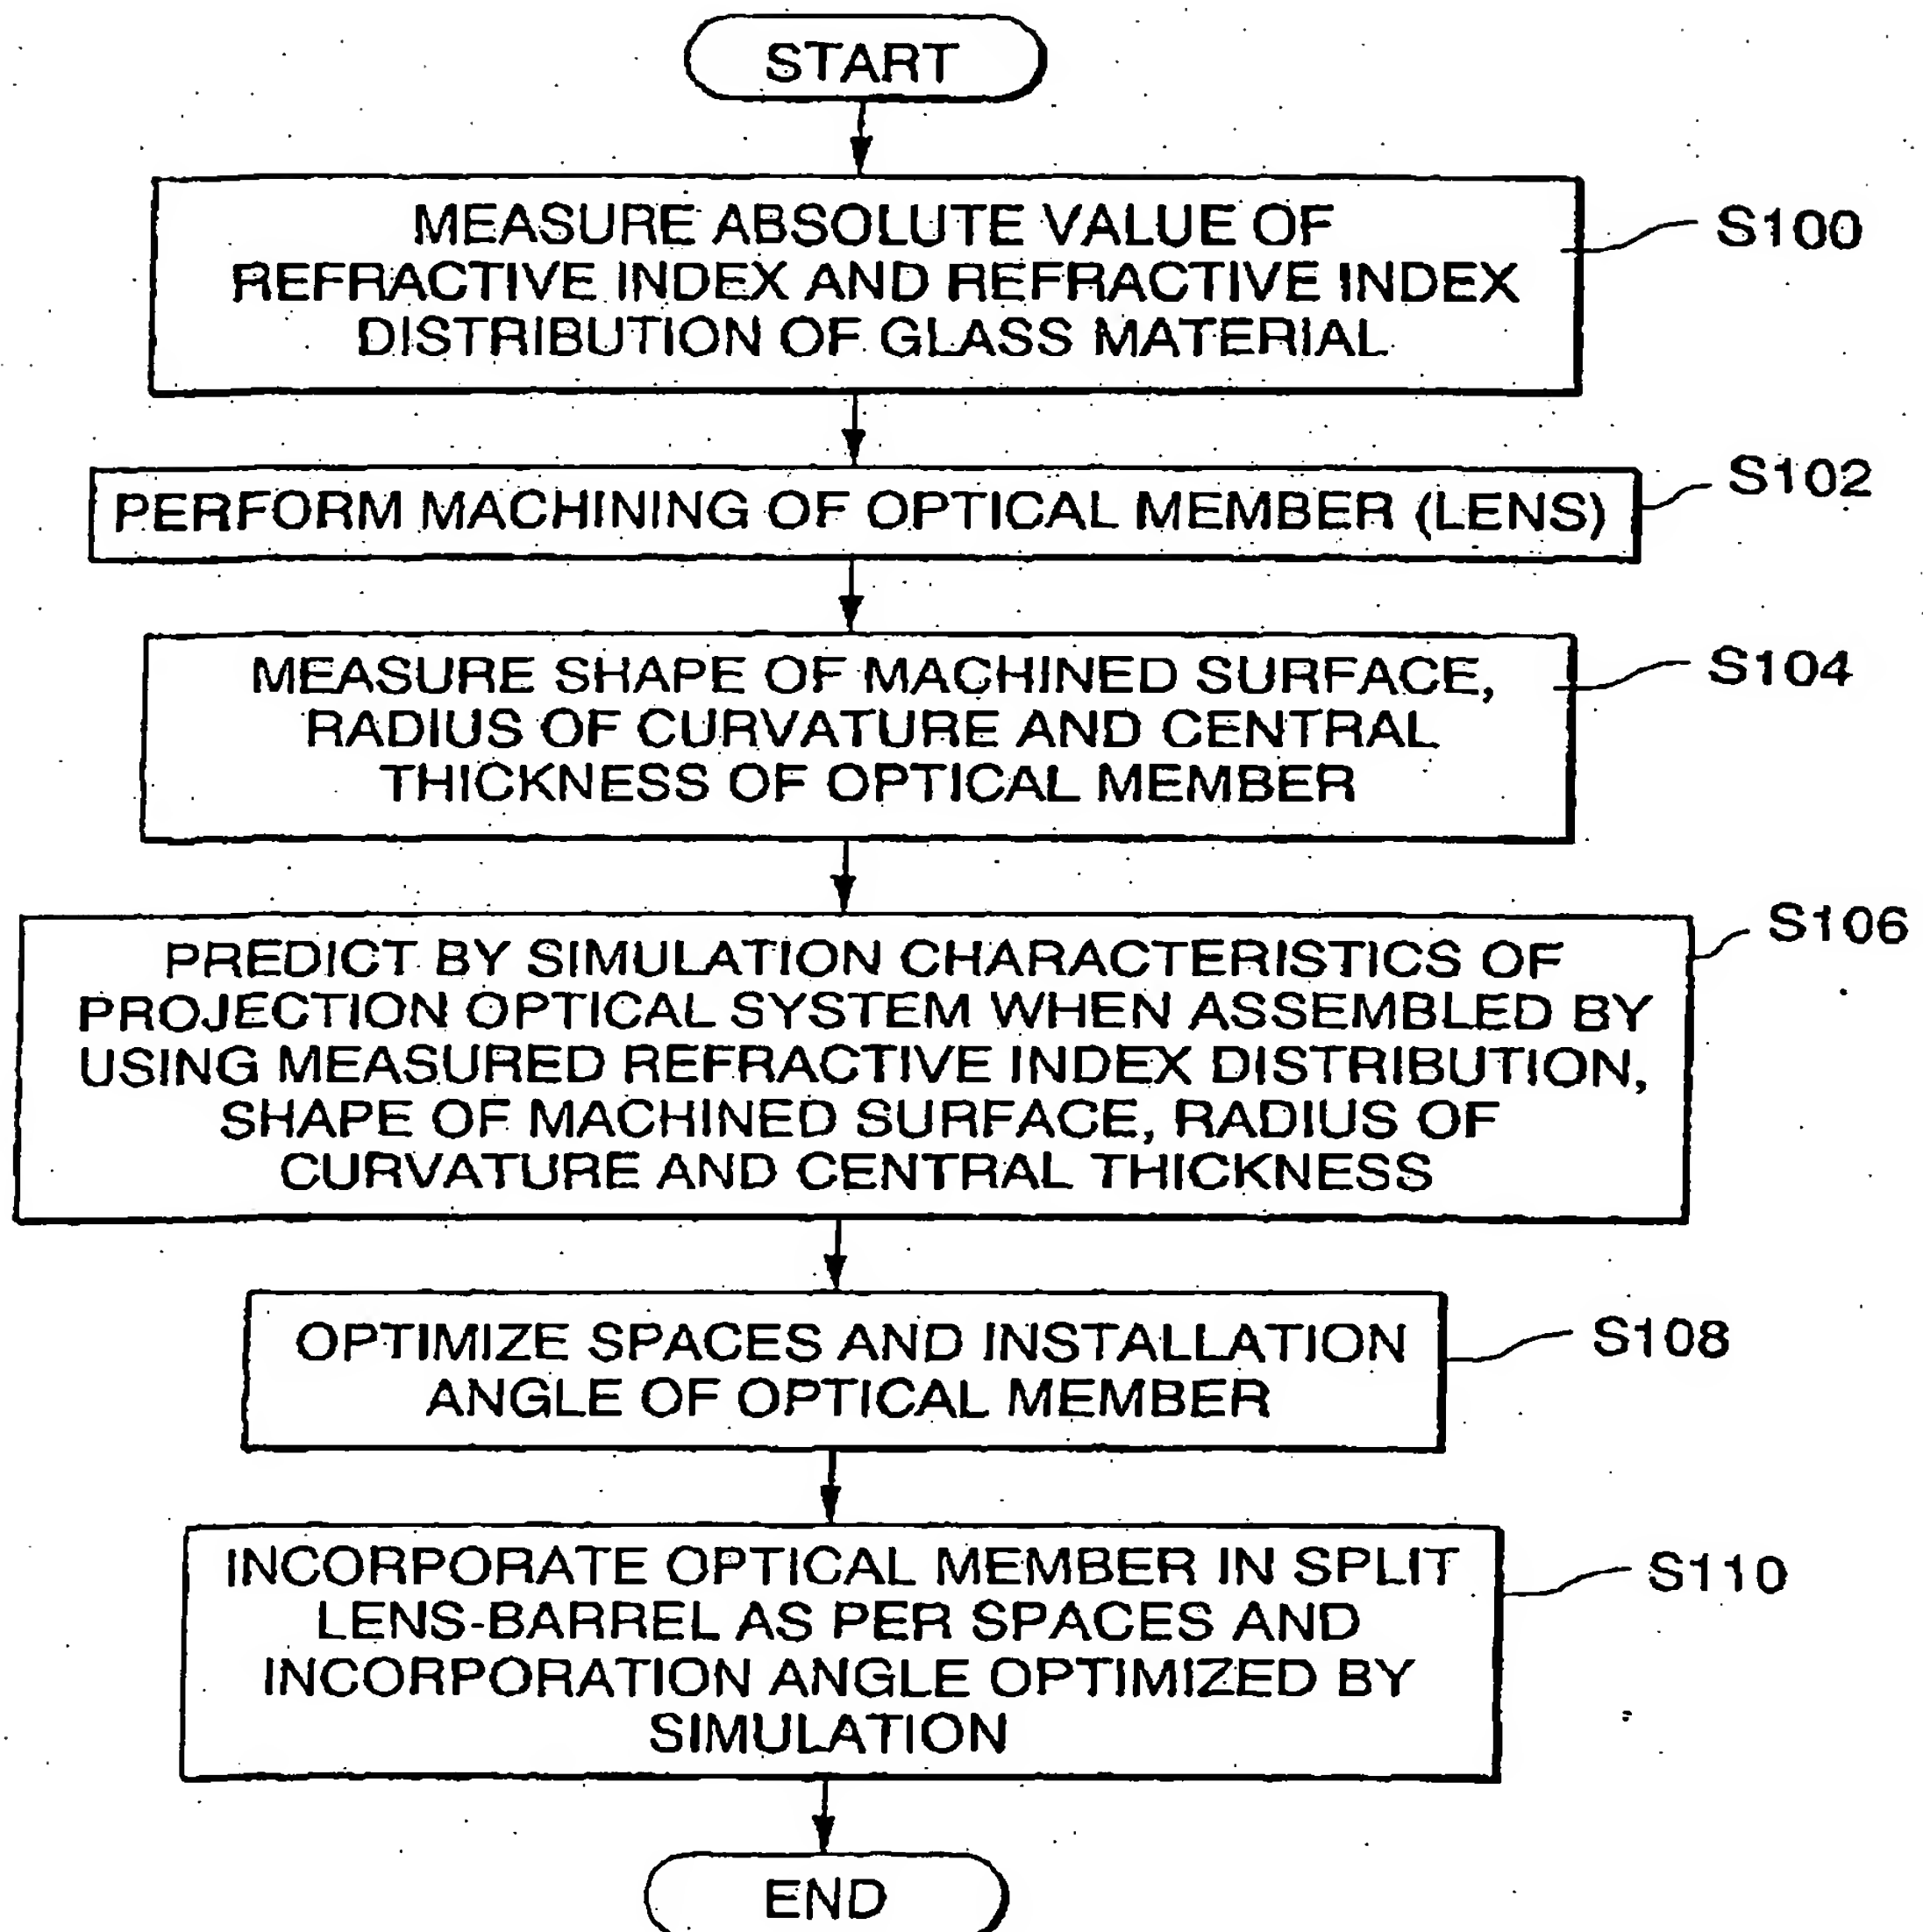 START
MEASURE ABSOLUTE VALUE OF
REFRACTIVE INDEX AND REFRACTIVE INDEX
DISTRIBUTION OF GLASS MATERIAL
S100
PERFORM MACHINING OF OPTICAL MEMBER (LENS)
S102
MEASURE SHAPE OF MACHINED SURFACE,
RADIUS OF CURVATURE AND CENTRAL
THICKNESS OF OPTICAL MEMBER
S104
PREDICT BY SIMULATION CHARACTERISTICS OF
PROJECTION OPTICAL SYSTEM WHEN ASSEMBLED BY
USING MEASURED REFRACTIVE INDEX DISTRIBUTION,
SHAPE OF MACHINED SURFACE, RADIUS OF
CURVATURE AND CENTRAL THICKNESS
S106
OPTIMIZE SPACES AND INSTALLATION
ANGLE OF OPTICAL MEMBER
S108
INCORPORATE OPTICAL MEMBER IN SPLIT
LENS-BARREL AS PER SPACES AND
INCORPORATION ANGLE OPTIMIZED BY
SIMULATION
S110
END